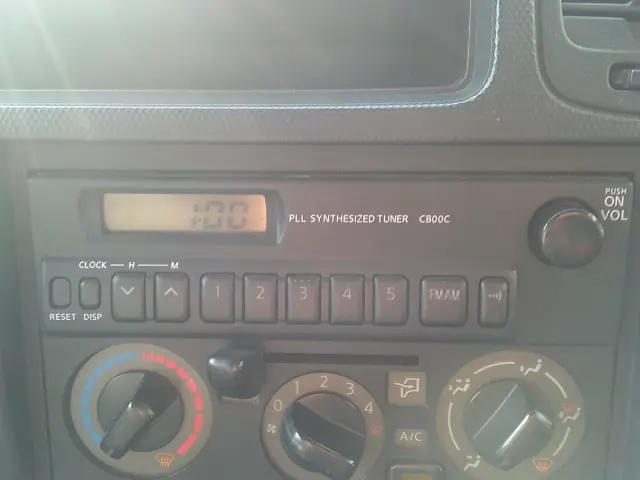 PUSH
ON
VOL
1:00
PLL SYNTHESIZED TUNER CB00C
CLOCK H M
RESET DISP
1 2 3 4 5 FM/AM
0 1 2 3 4
A/C